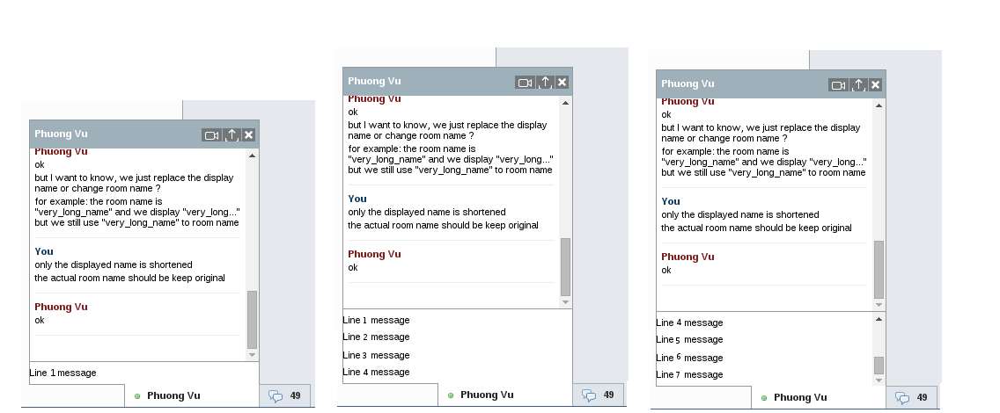 Phuong Vu
Phuong Vu
ok
but I want to know, we just replace the display
name or change room name ?
for example: the room name is
"very_long_name" and we display "very_long..."
but we still use "very_long_name" to room name
You
only the displayed name is shortened
the actual room name should be keep original
Phuong Vu
ok
Line 1 message
Phuong Vu
49
Phuong Vu
Phuong Vu
ok
but I want to know, we just replace the display
name or change room name ?
for example: the room name is
"very_long_name" and we display "very_long..."
but we still use "very_long_name" to room name
You
only the displayed name is shortened
the actual room name should be keep original
Phuong Vu
ok
Line 1 message
Line 2 message
Line 3 message
Line 4 message
Phuong Vu
49
Phuong Vu
Phuong Vu
ok
but I want to know, we just replace the display
name or change room name ?
for example: the room name is
"very_long_name" and we display "very_long..."
but we still use "very_long_name" to room name
You
only the displayed name is shortened
the actual room name should be keep original
Phuong Vu
ok
Line 4 message
Line 5 message
Line 6 message
Line 7 message
Phuong Vu
49